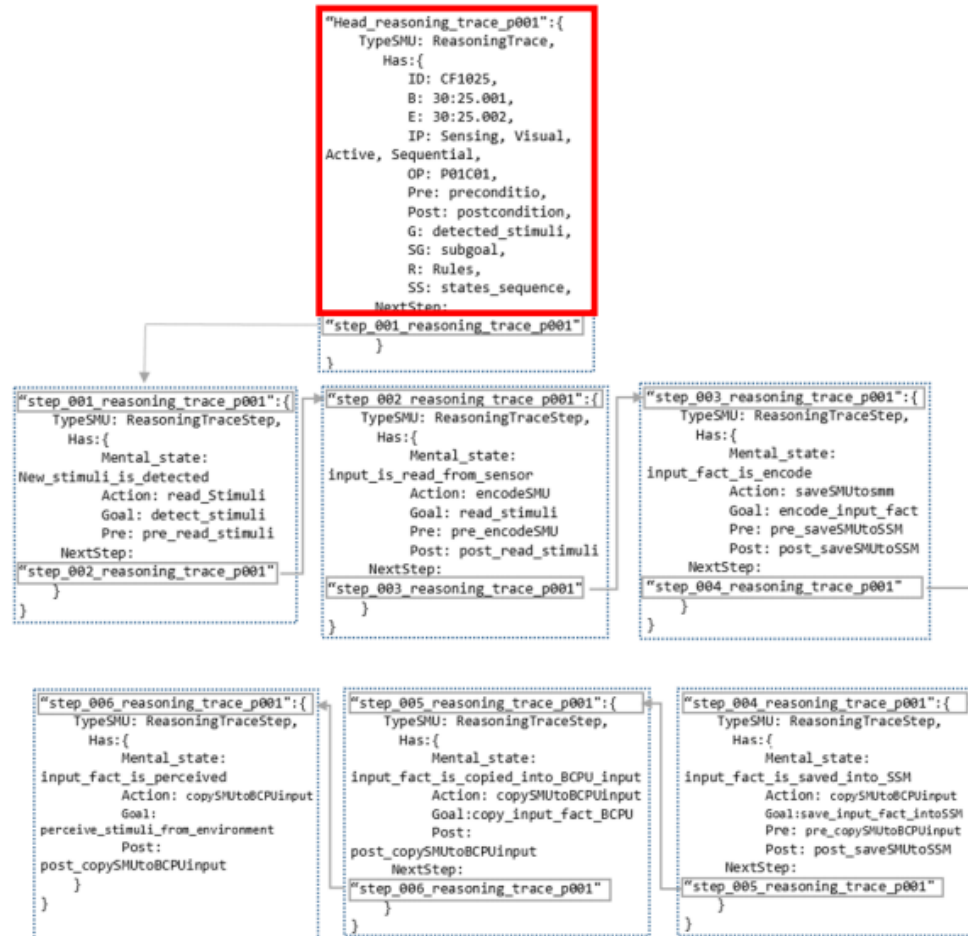 “Head_reasoning_trace_p001":{
TypeSMU: ReasoningTrace,
Has:{
ID: CF1025,
B: 30:25.001,
E: 30:25.002,
IP: Sensing, Visual,
Active, Sequential,
OP: P01C01,
Pre: preconditio,
Post: postcondition,
G: detected_stimuli,
SG: subgoal,
R: Rules,
SS: states_sequence,
NextStep:
“step_001_reasoning_trace_p001"
}
}
“step_001_reasoning_trace_p001":{
TypeSMU: ReasoningTraceStep,
Has:{
Mental_state:
New_stimuli_is_detected
Action: read_Stimuli
Goal: detect_stimuli
Pre: pre_read_stimuli
NextStep:
“step_002_reasoning_trace_p001"
}
}
“step_002_reasoning_trace_p001":{
TypeSMU: ReasoningTraceStep,
Has:{
Mental_state:
input_is_read_from_sensor
Action: encodeSMU
Goal: read_stimuli
Pre: pre_encodeSMU
Post: post_read_stimuli
NextStep:
“step_003_reasoning_trace_p001"
}
}
“step_003_reasoning_trace_p001":{
TypeSMU: ReasoningTraceStep,
Has:{
Mental_state:
input_fact_is_encode
Action: saveSMUtosmm
Goal: encode_input_fact
Pre: pre_saveSMUtoSSM
Post: post_saveSMUtoSSM
NextStep:
“step_004_reasoning_trace_p001"
}
}
“step_006_reasoning_trace_p001":{
TypeSMU: ReasoningTraceStep,
Has:{
Mental_state:
input_fact_is_perceived
Action: copySMUtoBCPUinput
Goal:
perceive_stimuli_from_environment
Post:
post_copySMUtoBCPUinput
}
}
“step_005_reasoning_trace_p001":{
TypeSMU: ReasoningTraceStep,
Has:{
Mental_state:
input_fact_is_copied_into_BCPU_input
Action: copySMUtoBCPUinput
Goal:copy_input_fact_BCPU
Post:
post_copySMUtoBCPUinput
NextStep:
“step_006_reasoning_trace_p001"
}
}
“step_004_reasoning_trace_p001":{
TypeSMU: ReasoningTraceStep,
Has:{
Mental_state:
input_fact_is_saved_into_SSM
Action: copySMUtoBCPUinput
Goal:save_input_fact_intoSSM
Pre: pre_copySMUtoBCPUinput
Post: post_saveSMUtoSSM
NextStep:
“step_005_reasoning_trace_p001"
}
}